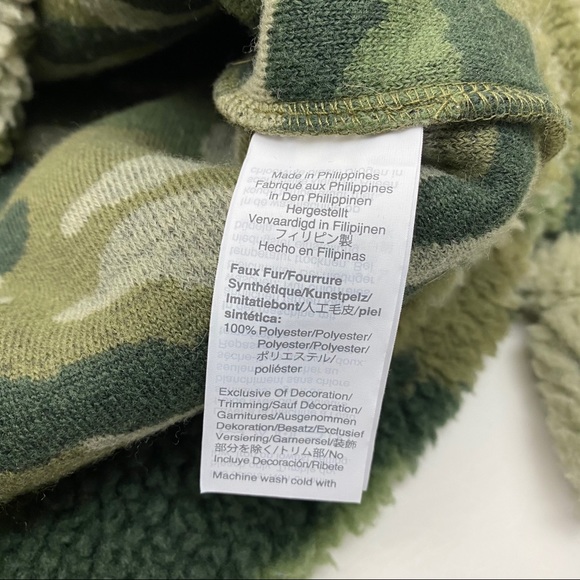 Made in Philippines
Fabriqué aux Philippines
in Den Philippinen
Hergestellt
Vervaardigd in Filipijnen
フィリピン製
Hecho en Filipinas
Faux Fur/Fourrure
Synthétique/Kunstpelz/
Imitatiebont/人工毛皮/piel
sintética:
100% Polyester/Polyester/
Polyester/Polyester/
ポリエステル/
poliéster
Exclusive Of Decoration/
Trimming/Sauf Décoration/
Garnitures/Ausgenommen
Dekoration/Besatz/Exclusief
Versiering/Garneersel/装飾
部分を除く/トリム部/No
Incluye Decoración/Ribete
Machine wash cold with